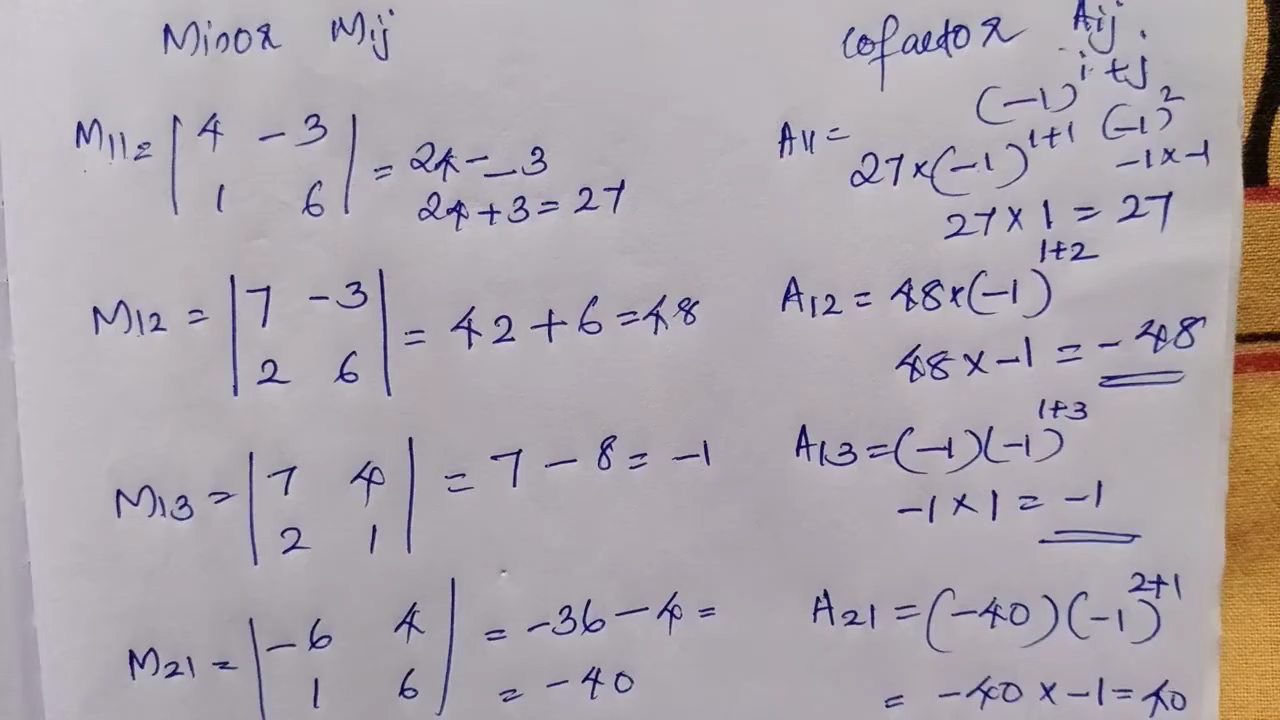 Minor Mij
Cofactor Aij.
(-1)^i+j
M11= |4 -3| = 24 - -3
|1 6| 24+3=27
A11= 27×(-1)^1+1 (-1)^2
-1×-1
27×1=27
M12= |7 -3| = 42+6=48
|2 6|
A12=48×(-1)^1+2
48×-1=-48
M13= |7 4| = 7-8=-1
|2 1|
A13=(-1)(-1)^1+3
-1×1=-1
M21= |-6 4| = -36-4=
|1 6| = -40
A21=(-40)(-1)^2+1
= -40×-1=40